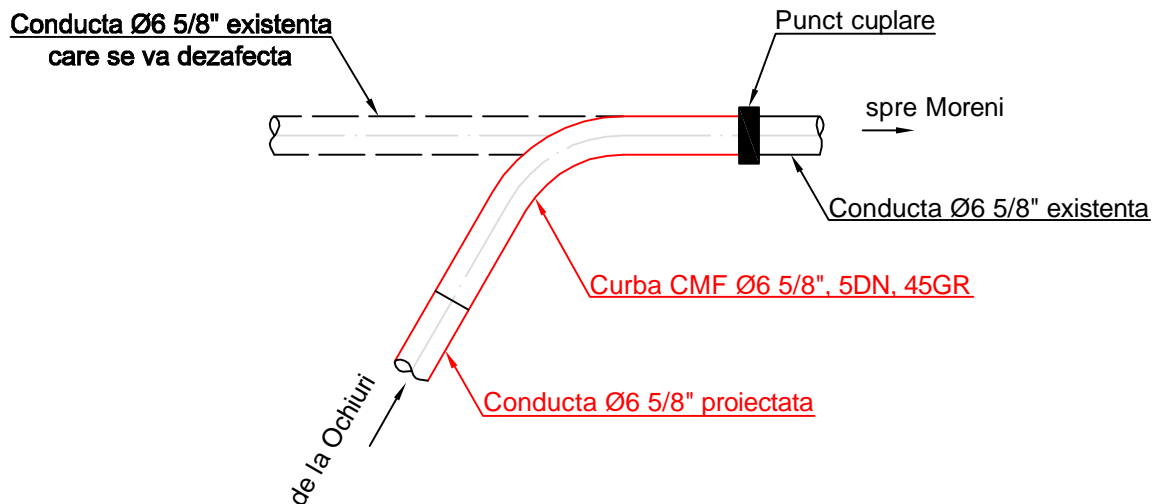 Conducta Ø6 5/8" existenta
care se va dezafecta
Punct cuplare
spre Moreni
Conducta Ø6 5/8" existenta
Curba CMF Ø6 5/8", 5DN, 45GR
Conducta Ø6 5/8" proiectata
de la Ochiuri